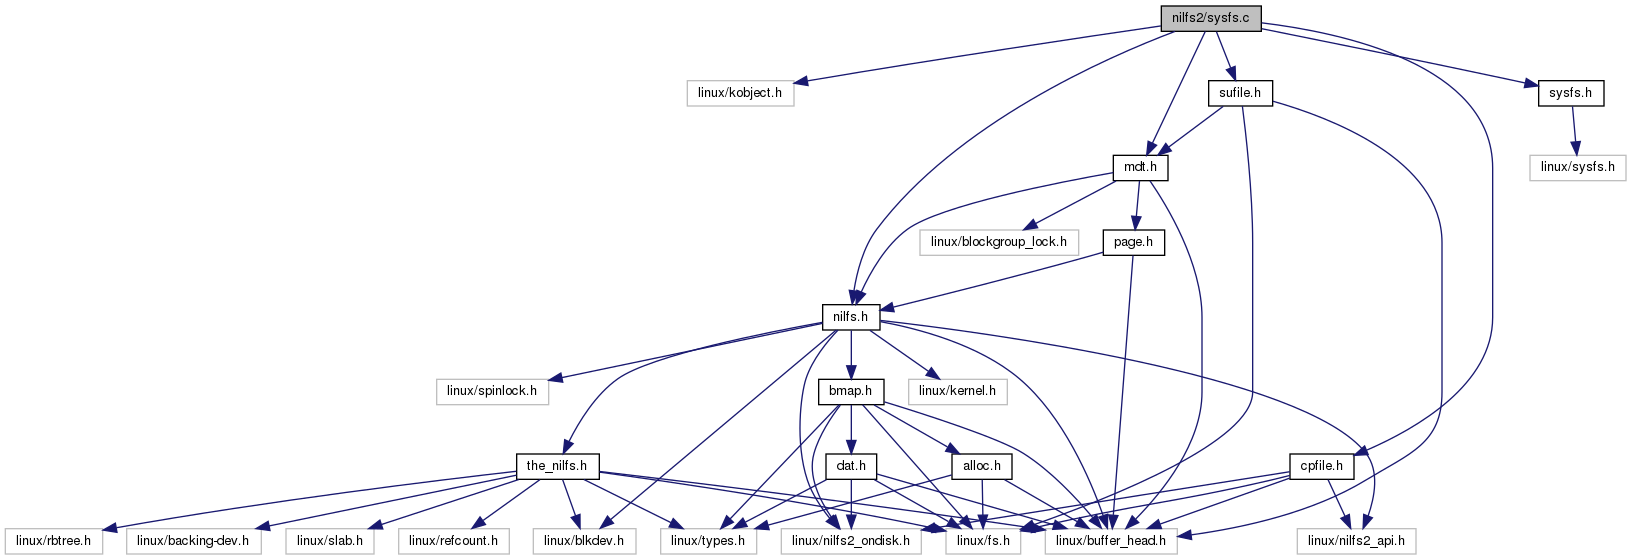 nilfs2/sysfs.c
linux/kobject.h
sufile.h
sysfs.h
mdt.h
linux/sysfs.h
linux/blockgroup_lock.h
page.h
nilfs.h
linux/spinlock.h
bmap.h
linux/kernel.h
the_nilfs.h
dat.h
alloc.h
cpfile.h
linux/rbtree.h
linux/backing-dev.h
linux/slab.h
linux/refcount.h
linux/blkdev.h
linux/types.h
linux/nilfs2_ondisk.h
linux/fs.h
linux/buffer_head.h
linux/nilfs2_api.h